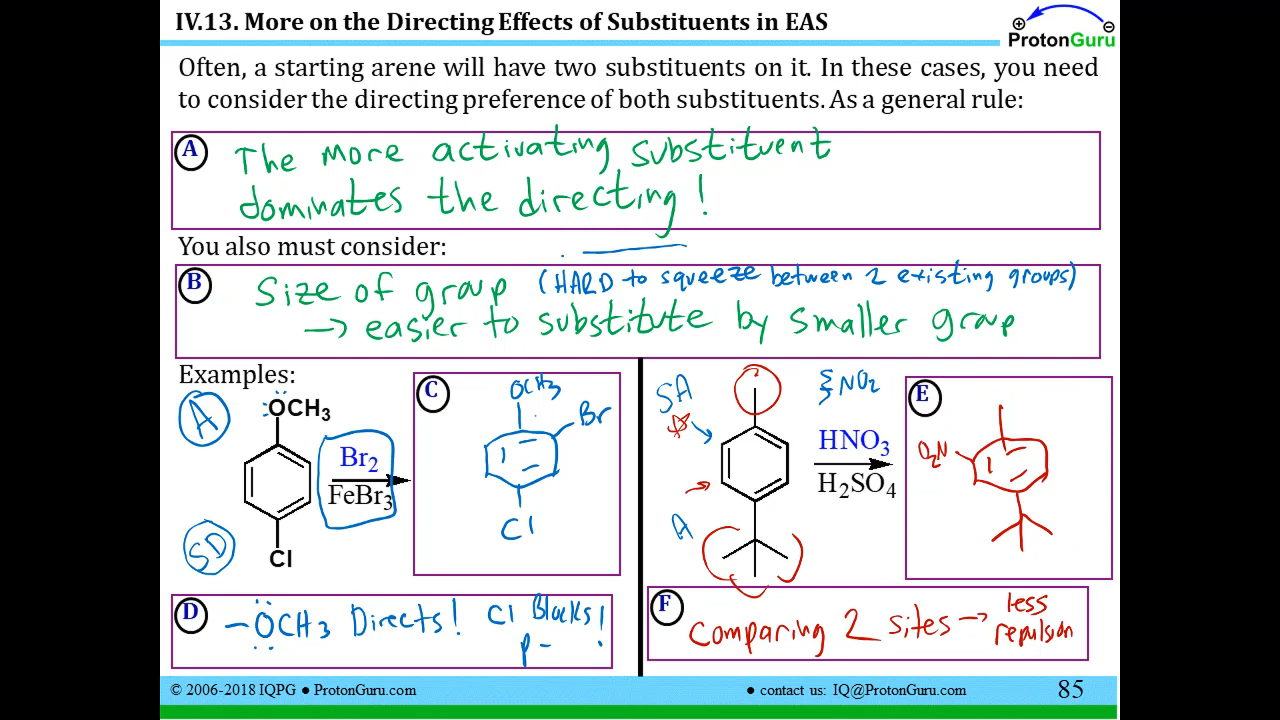 IV.13. More on the Directing Effects of Substituents in EAS
ProtonGuru
Often, a starting arene will have two substituents on it. In these cases, you need
to consider the directing preference of both substituents. As a general rule:
A
The more activating substituent
dominates the directing !
You also must consider:
B
Size of group (HARD to squeeze between 2 existing groups)
→ easier to substitute by smaller group
Examples:
A
OCH3
Br2
FeBr3
SD
Cl
C
OCH3
Br
Cl
D
-OCH3 Directs! Cl Blocks!
p-
SA
A
NO2
HNO3
H2SO4
E
O2N
F
Comparing 2 sites → less
repulsion
© 2006-2018 IQPG ● ProtonGuru.com
● contact us: IQ@ProtonGuru.com
85